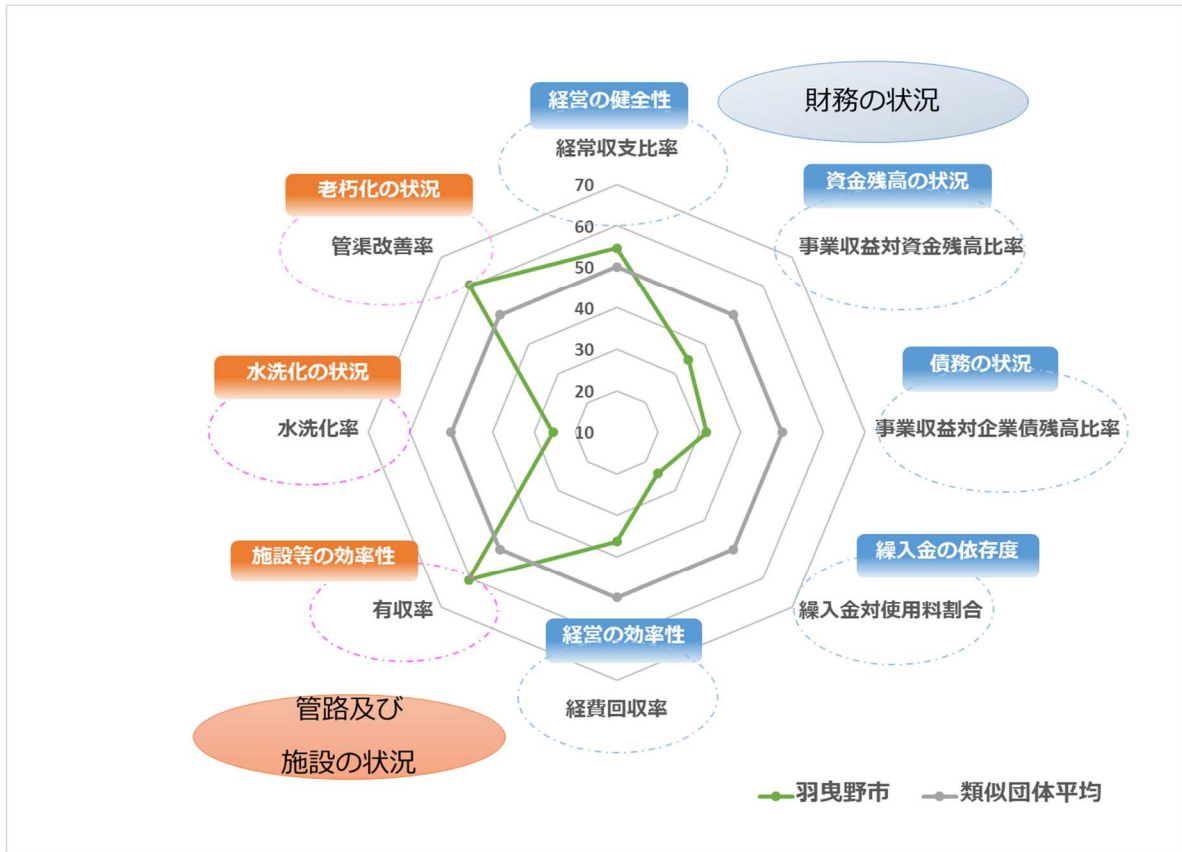 財務の状況
経営の健全性
経常収支比率
資金残高の状況
事業収益対資金残高比率
債務の状況
事業収益対企業債残高比率
繰入金の依存度
繰入金対使用料割合
経営の効率性
経費回収率
施設等の効率性
有収率
水洗化の状況
水洗化率
老朽化の状況
管渠改善率
70
60
50
40
30
20
10
管路及び
施設の状況
羽曳野市
類似団体平均